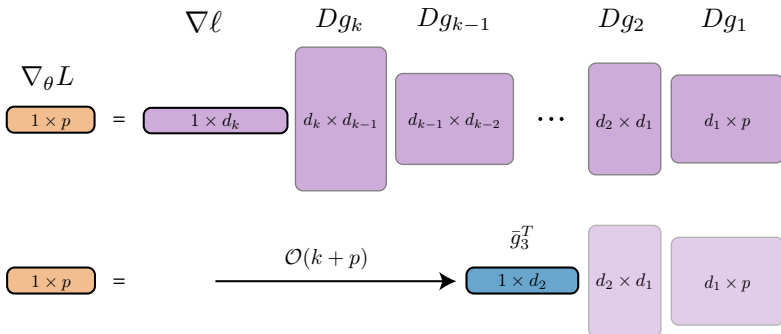 ∇ℓ Dg_k Dg_{k−1} Dg_2 Dg_1
∇_θ L
1 × p = 1 × d_k d_k × d_{k−1} d_{k−1} × d_{k−2} ⋯ d_2 × d_1 d_1 × p
O(k + p) ḡ_3^T
1 × p = 1 × d_2 d_2 × d_1 d_1 × p